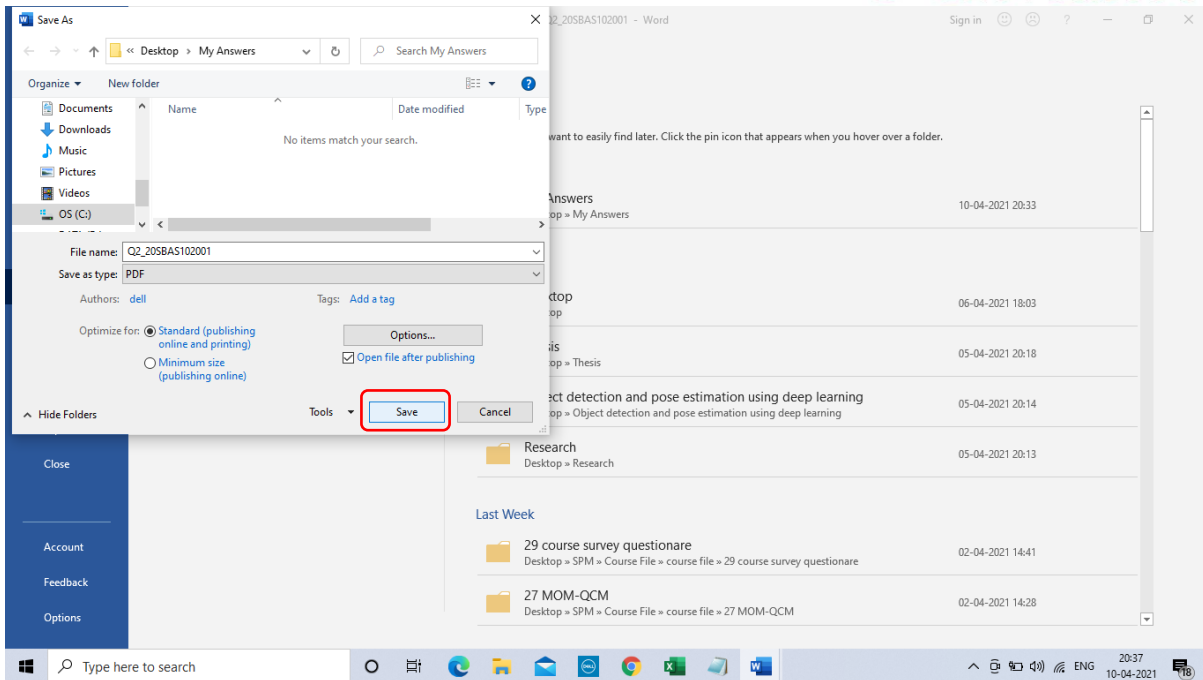 Save As
2_20SBAS102001 - Word
Sign in
?
« Desktop › My Answers
Search My Answers
Organize
New folder
?
Documents
Name
Date modified
Type
Downloads
No items match your search.
want to easily find later. Click the pin icon that appears when you hover over a folder.
Music
Pictures
Videos
Answers
10-04-2021 20:33
OS (C:)
op » My Answers
File name: Q2_20SBAS102001
Save as type: PDF
Authors: dell
Tags: Add a tag
ktop
06-04-2021 18:03
op
Optimize for:
Standard (publishing
online and printing)
Options...
Minimum size
(publishing online)
Open file after publishing
sis
05-04-2021 20:18
op » Thesis
ect detection and pose estimation using deep learning
05-04-2021 20:14
op » Object detection and pose estimation using deep learning
Hide Folders
Tools
Save
Cancel
Research
05-04-2021 20:13
Desktop » Research
Close
Last Week
Account
29 course survey questionare
02-04-2021 14:41
Desktop » SPM » Course File » course file » 29 course survey questionare
Feedback
27 MOM-QCM
02-04-2021 14:28
Desktop » SPM » Course File » course file » 27 MOM-QCM
Options
Type here to search
DELL
ENG
20:37
10-04-2021
18